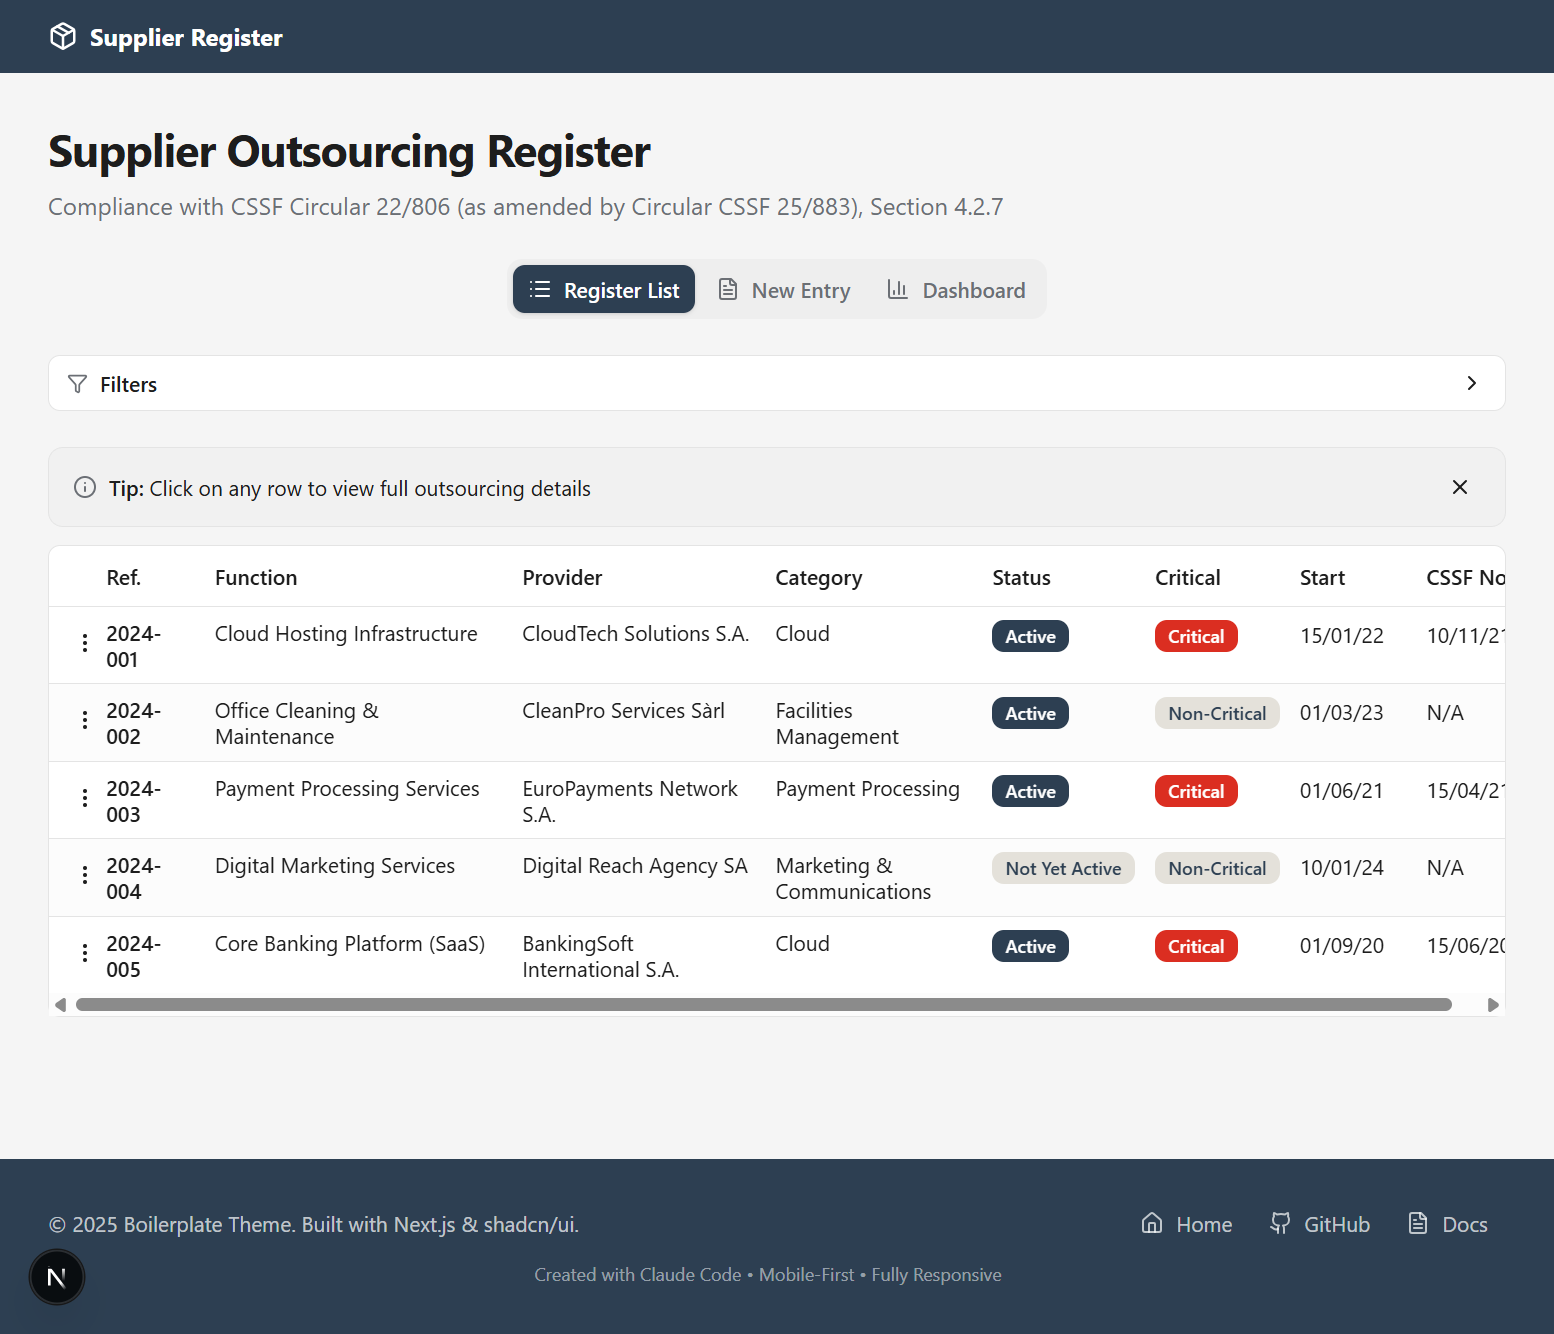 Supplier Register
Supplier Outsourcing Register
Compliance with CSSF Circular 22/806 (as amended by Circular CSSF 25/883), Section 4.2.7
Register List New Entry Dashboard
Filters
Tip: Click on any row to view full outsourcing details
Ref. Function Provider Category Status Critical Start CSSF No
2024-001 Cloud Hosting Infrastructure CloudTech Solutions S.A. Cloud Active Critical 15/01/22 10/11/21
2024-002 Office Cleaning & Maintenance CleanPro Services Sàrl Facilities Management Active Non-Critical 01/03/23 N/A
2024-003 Payment Processing Services EuroPayments Network S.A. Payment Processing Active Critical 01/06/21 15/04/21
2024-004 Digital Marketing Services Digital Reach Agency SA Marketing & Communications Not Yet Active Non-Critical 10/01/24 N/A
2024-005 Core Banking Platform (SaaS) BankingSoft International S.A. Cloud Active Critical 01/09/20 15/06/20
© 2025 Boilerplate Theme. Built with Next.js & shadcn/ui.
Home GitHub Docs
N
Created with Claude Code • Mobile-First • Fully Responsive